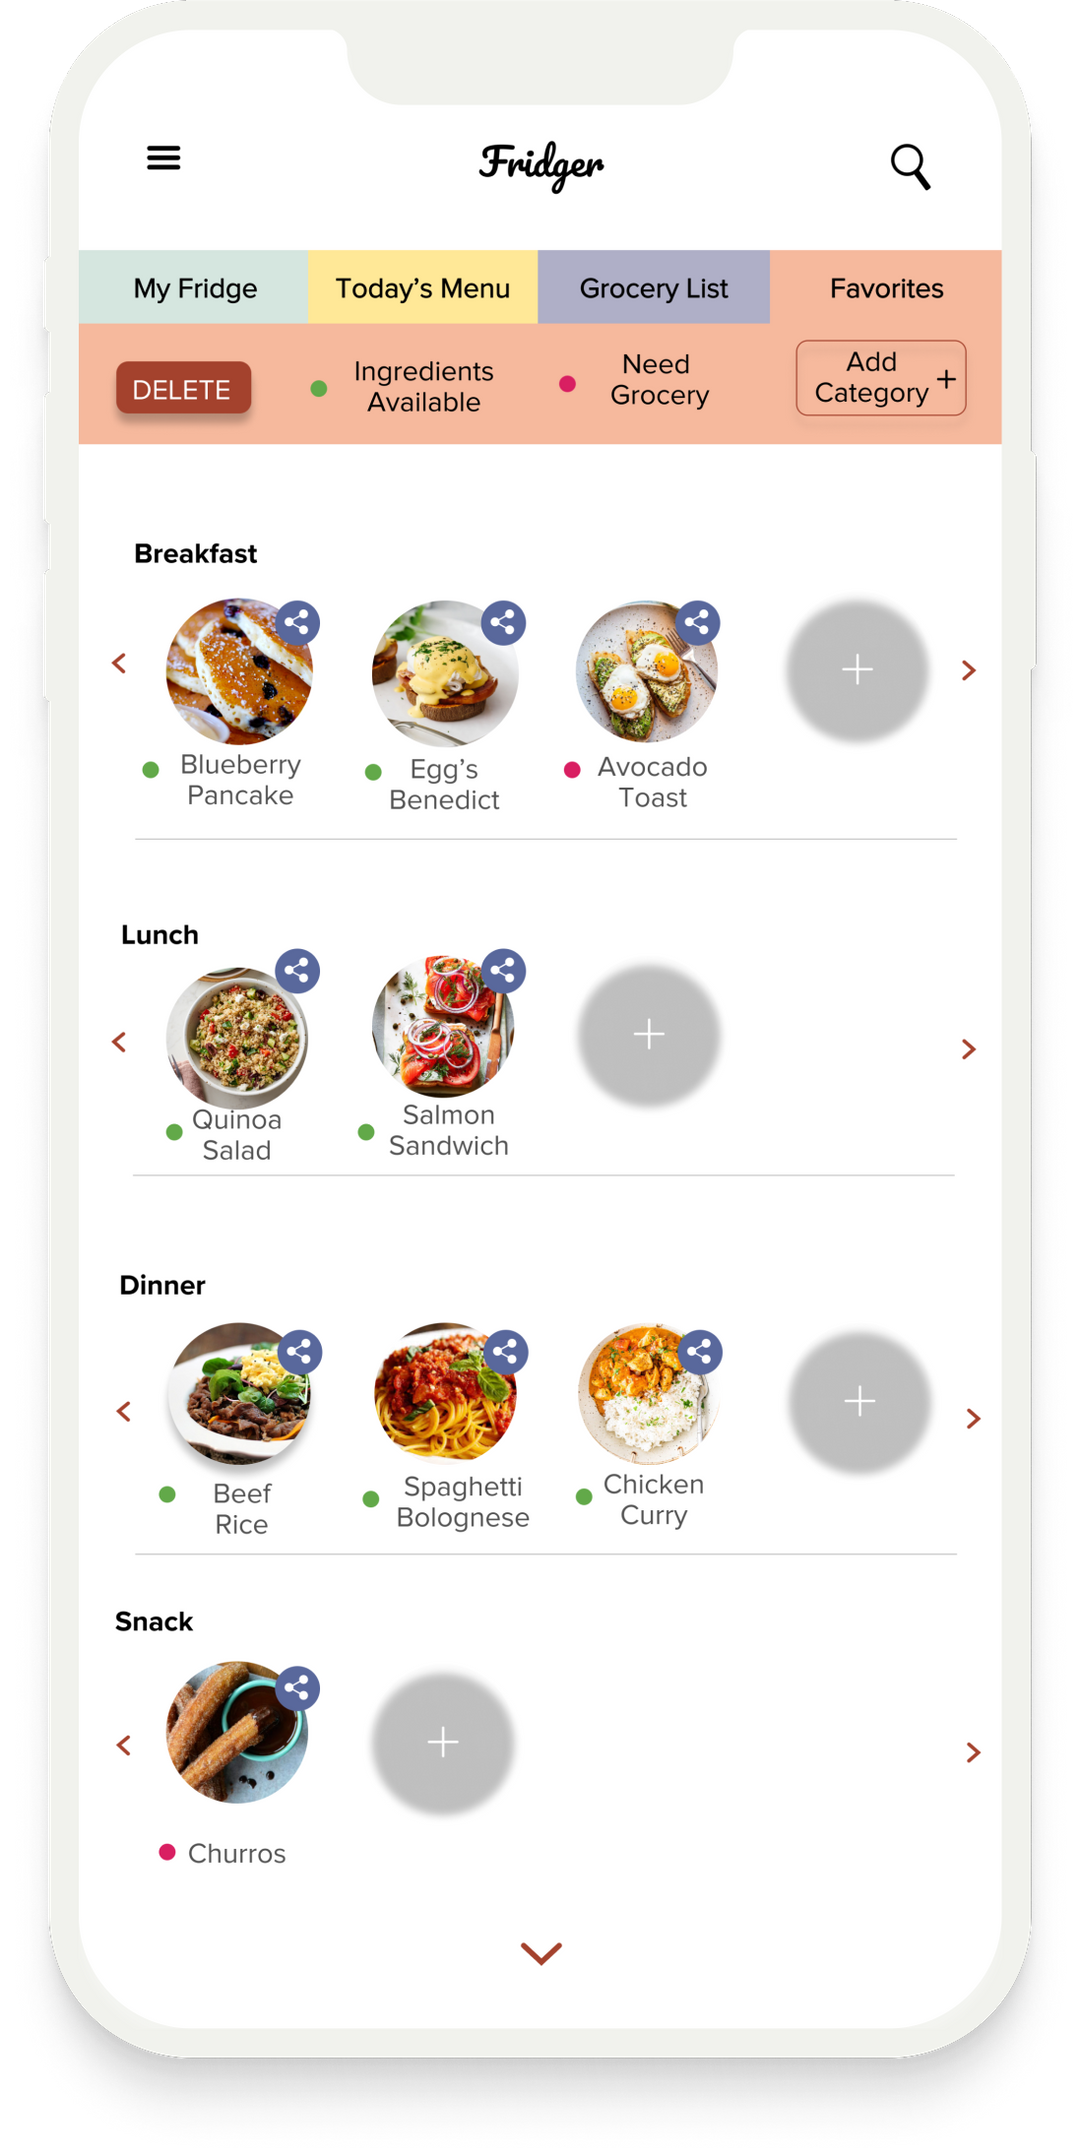 Fridger
My Fridge
Today’s Menu
Grocery List
Favorites
DELETE
Ingredients
Available
Need
Grocery
Add
Category +
Breakfast
Blueberry
Pancake
Egg’s
Benedict
Avocado
Toast
Lunch
Quinoa
Salad
Salmon
Sandwich
Dinner
Beef
Rice
Spaghetti
Bolognese
Chicken
Curry
Snack
Churros